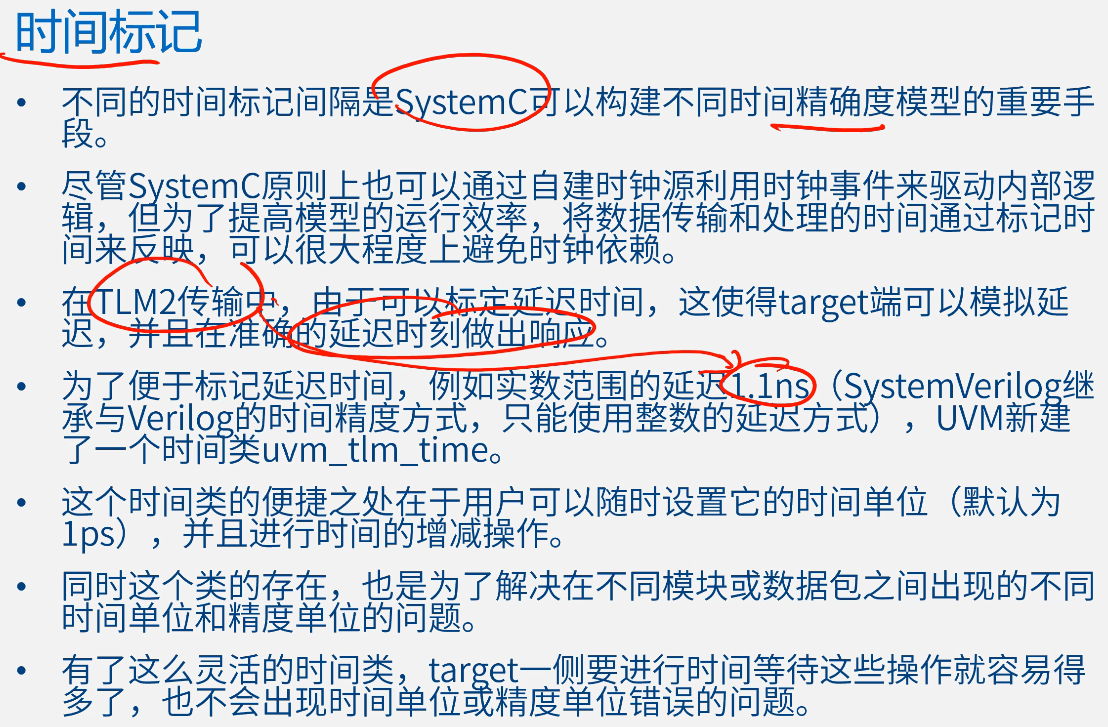 时间标记
• 不同的时间标记间隔是SystemC可以构建不同时间精确度模型的重要手
段。
• 尽管SystemC原则上也可以通过自建时钟源利用时钟事件来驱动内部逻
辑，但为了提高模型的运行效率，将数据传输和处理的时间通过标记时
间来反映，可以很大程度上避免时钟依赖。
• 在TLM2传输中，由于可以标定延迟时间，这使得target端可以模拟延
迟，并且在准确的延迟时刻做出响应。
• 为了便于标记延迟时间，例如实数范围的延迟1.1ns（SystemVerilog继
承与Verilog的时间精度方式，只能使用整数的延迟方式），UVM新建
了一个时间类uvm_tlm_time。
• 这个时间类的便捷之处在于用户可以随时设置它的时间单位（默认为
1ps），并且进行时间的增减操作。
• 同时这个类的存在，也是为了解决在不同模块或数据包之间出现的不同
时间单位和精度单位的问题。
• 有了这么灵活的时间类，target一侧要进行时间等待这些操作就容易得
多了，也不会出现时间单位或精度单位错误的问题。